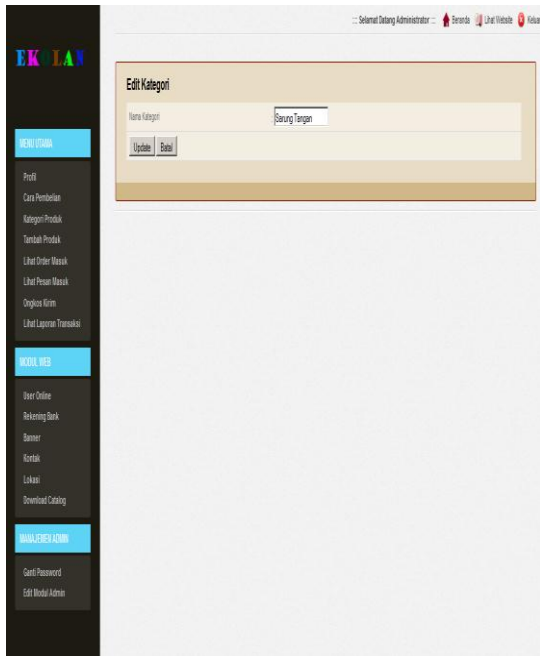 ::: Selamat Datang Administrator ::: Beranda Lihat Website Keluar
EKOLAN
Edit Kategori
Nama Kategori : Sarung Tangan
Update Batal
MENU UTAMA
Profil
Cara Pembelian
Kategori Produk
Tambah Produk
Lihat Order Masuk
Lihat Pesan Masuk
Ongkos Kirim
Lihat Laporan Transaksi
MODUL WEB
User Online
Rekening Bank
Banner
Kontak
Lokasi
Download Catalog
MANAJEMEN ADMIN
Ganti Password
Edit Modul Admin